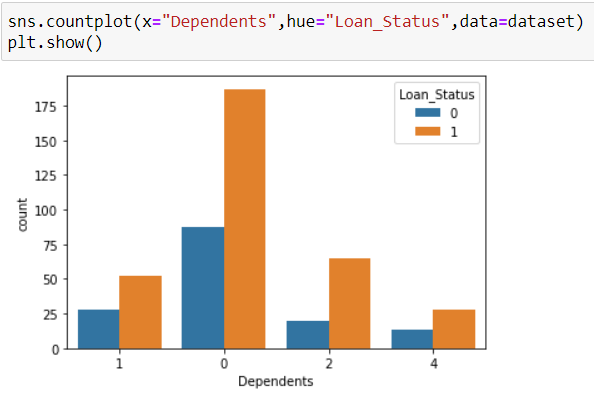 sns.countplot(x="Dependents",hue="Loan_Status",data=dataset)
plt.show()
Loan_Status
0
1
175
150
125
100
75
50
25
0
count
1 0 2 4
Dependents